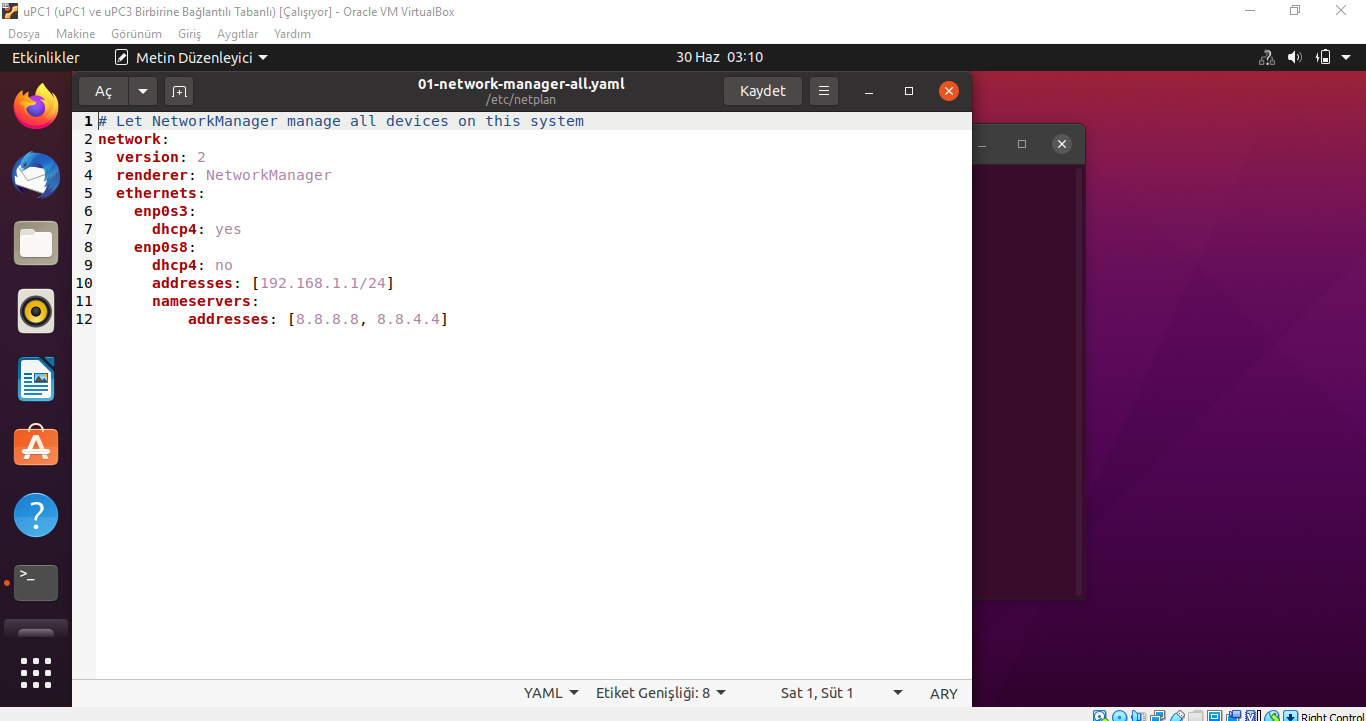 uPC1 (uPC1 ve uPC3 Birbirine Bağlantılı Tabanlı) [Çalışıyor] - Oracle VM VirtualBox
Dosya Makine Görünüm Giriş Aygıtlar Yardım
Etkinlikler Metin Düzenleyici 30 Haz 03:10
Aç 01-network-manager-all.yaml Kaydet
/etc/netplan
1 # Let NetworkManager manage all devices on this system
2 network:
3 version: 2
4 renderer: NetworkManager
5 ethernets:
6 enp0s3:
7 dhcp4: yes
8 enp0s8:
9 dhcp4: no
10 addresses: [192.168.1.1/24]
11 nameservers:
12 addresses: [8.8.8.8, 8.8.4.4]
YAML Etiket Genişliği: 8 Sat 1, Süt 1 ARY
Right Control